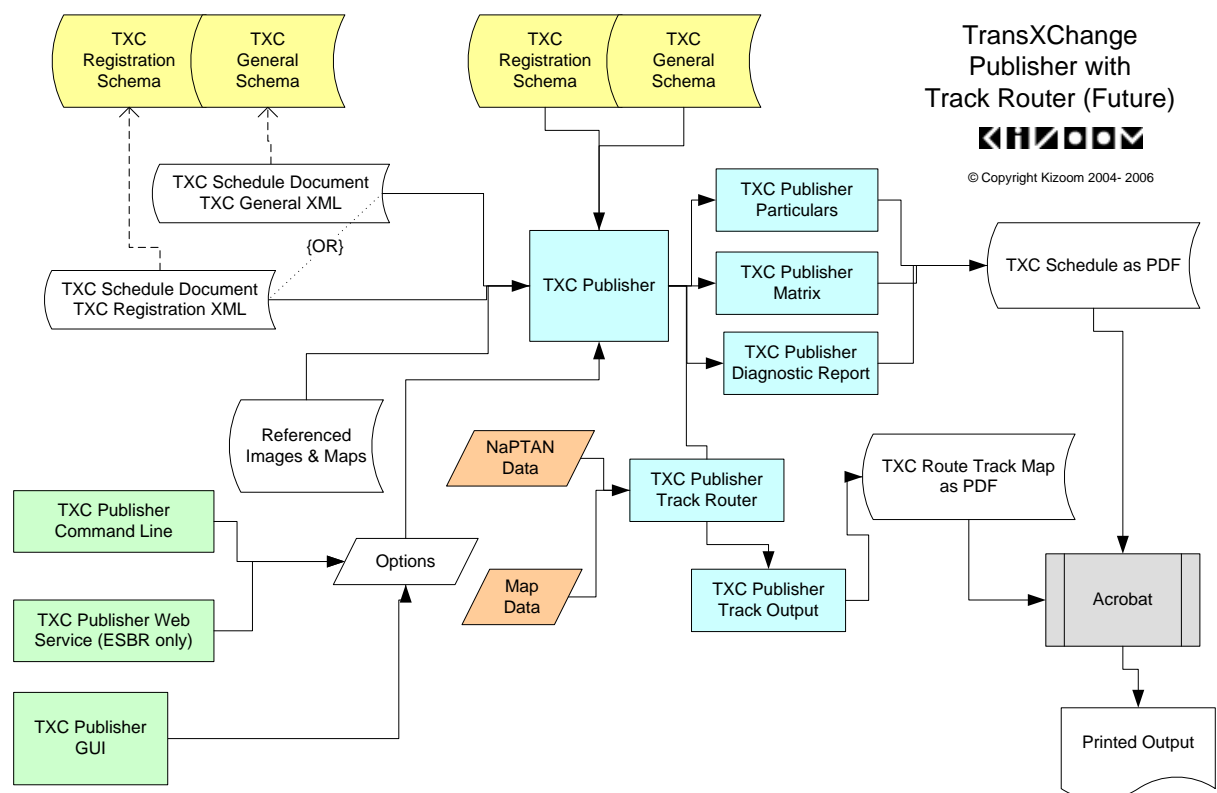 TXC
Registration
Schema
TXC
General
Schema
TXC
Registration
Schema
TXC
General
Schema
TransXChange
Publisher with
Track Router (Future)
KIZOOM
© Copyright Kizoom 2004- 2006
TXC Schedule Document
TXC General XML
{OR}
TXC Schedule Document
TXC Registration XML
TXC Publisher
TXC Publisher
Particulars
TXC Publisher
Matrix
TXC Publisher
Diagnostic Report
TXC Schedule as PDF
Referenced
Images & Maps
NaPTAN
Data
TXC Publisher
Track Router
TXC Route Track Map
as PDF
TXC Publisher
Command Line
Options
Map
Data
TXC Publisher
Track Output
Acrobat
TXC Publisher Web
Service (ESBR only)
TXC Publisher
GUI
Printed Output